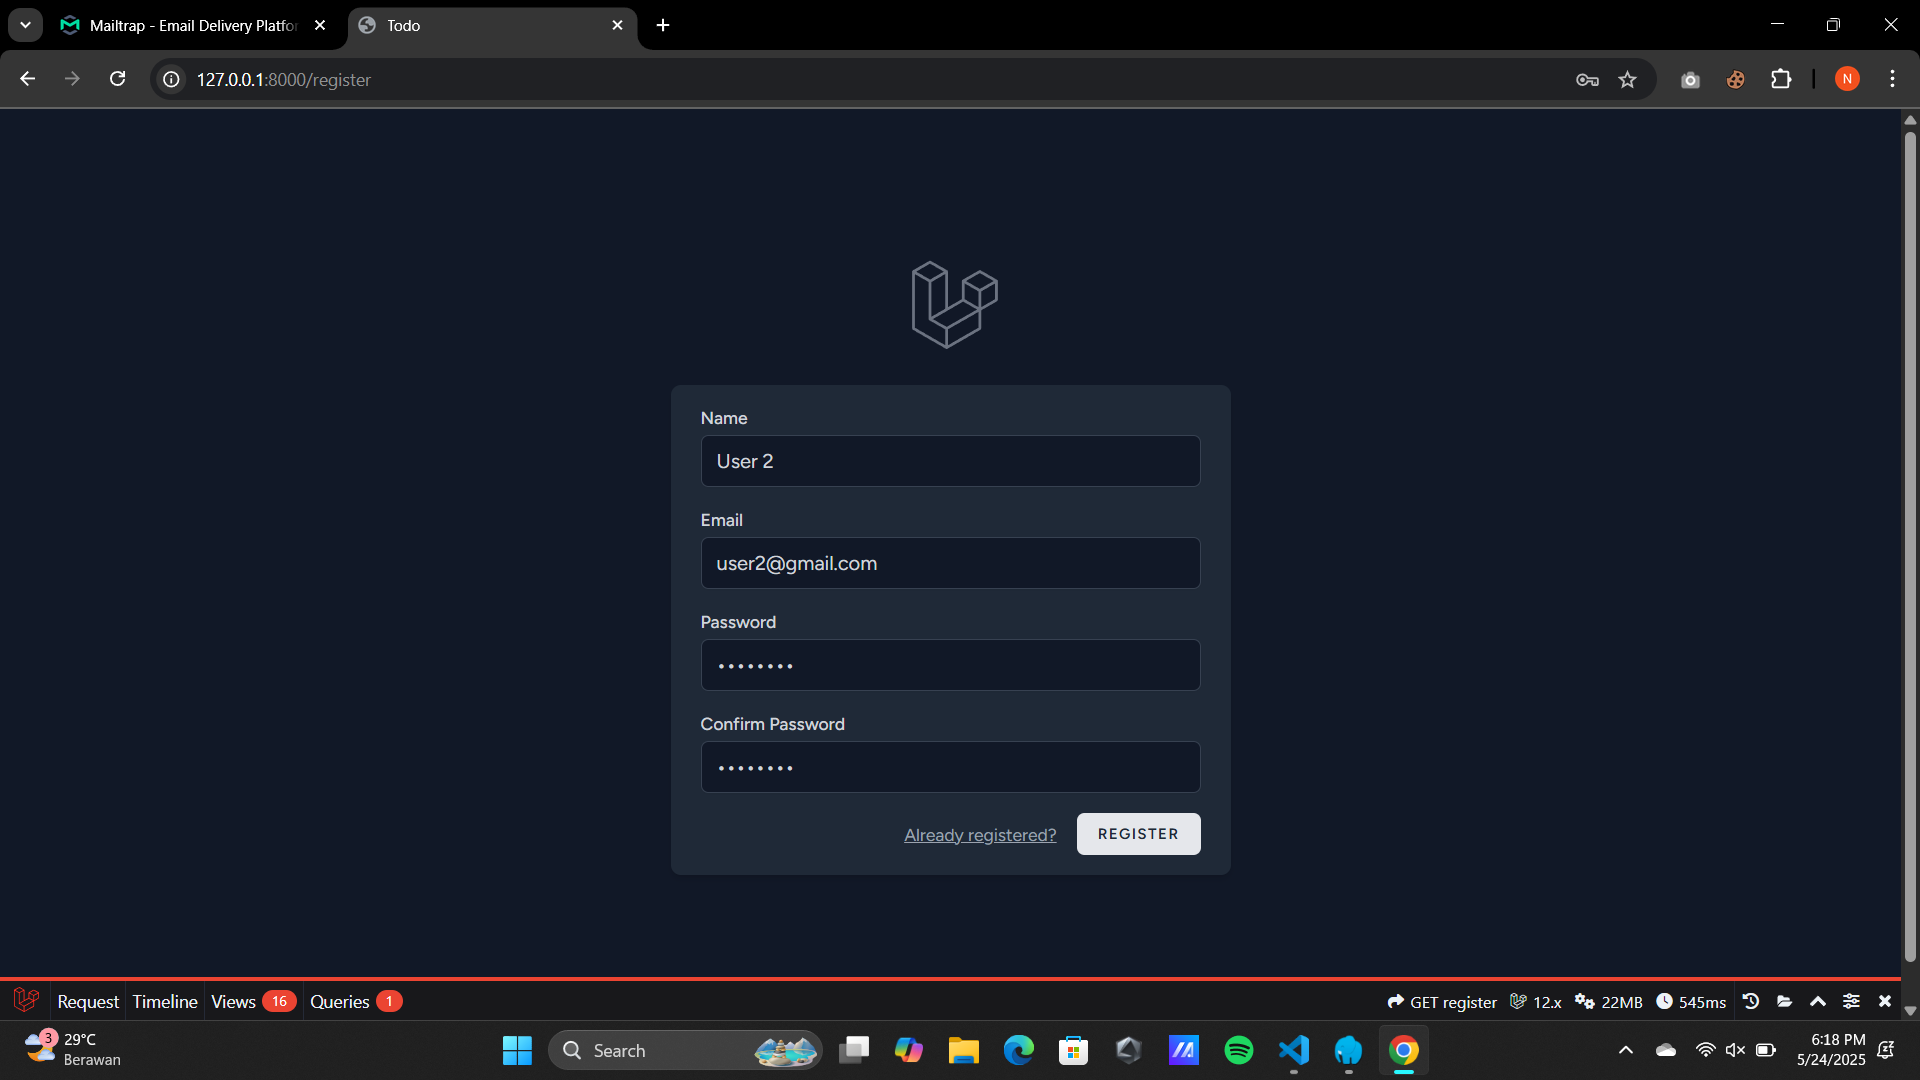 Mailtrap - Email Delivery Platfor
Todo
127.0.0.1:8000/register
N
Name
User 2
Email
user2@gmail.com
Password
••••••••
Confirm Password
••••••••
Already registered?
REGISTER
Request Timeline Views 16 Queries 1
GET register 12.x 22MB 545ms
3
29°C
Berawan
Search
6:18 PM
5/24/2025